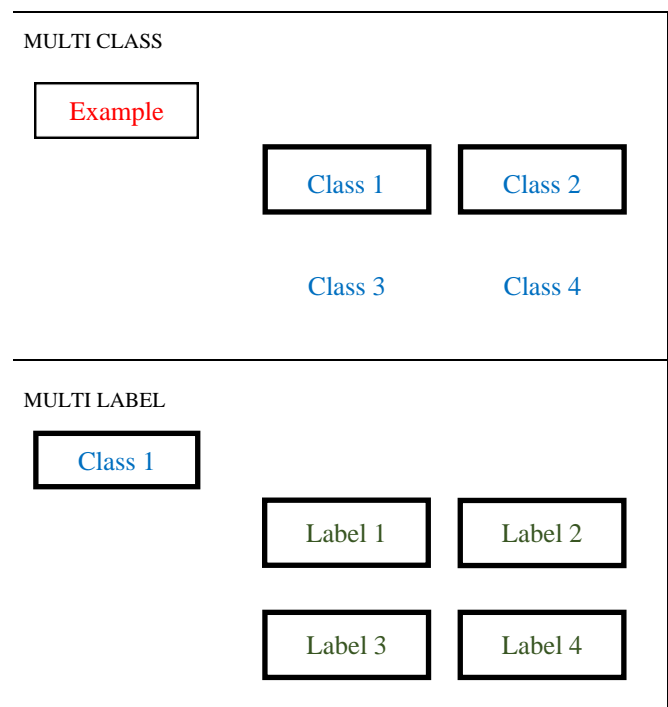 MULTI CLASS
Example
Class 1 Class 2
Class 3 Class 4
MULTI LABEL
Class 1
Label 1 Label 2
Label 3 Label 4